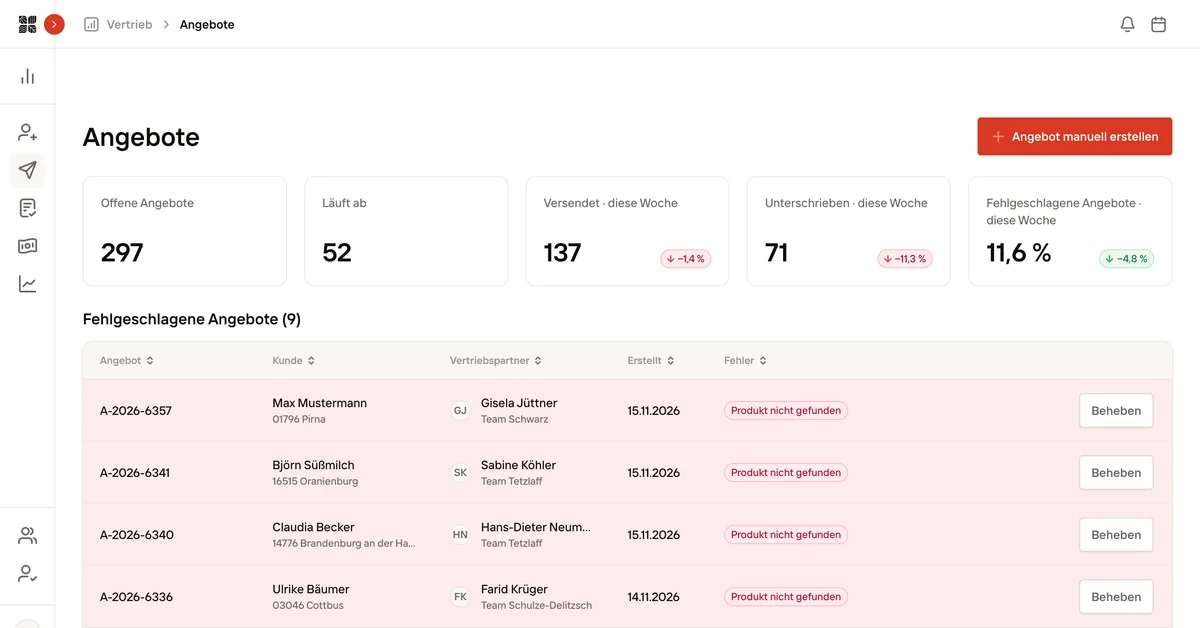 Vertrieb > Angebote
Angebote
+ Angebot manuell erstellen
Offene Angebote
297
Läuft ab
52
Versendet · diese Woche
137
↓ −1,4 %
Unterschrieben · diese Woche
71
↓ −11,3 %
Fehlgeschlagene Angebote ·
diese Woche
11,6 %
↓ −4,8 %
Fehlgeschlagene Angebote (9)
Angebot Kunde Vertriebspartner Erstellt Fehler
A-2026-6357
Max Mustermann
01796 Pirna
GJ
Gisela Jüttner
Team Schwarz
15.11.2026
Produkt nicht gefunden
Beheben
A-2026-6341
Björn Süßmilch
16515 Oranienburg
SK
Sabine Köhler
Team Tetzlaff
15.11.2026
Produkt nicht gefunden
Beheben
A-2026-6340
Claudia Becker
14776 Brandenburg an der Ha...
HN
Hans-Dieter Neum...
Team Tetzlaff
15.11.2026
Produkt nicht gefunden
Beheben
A-2026-6336
Ulrike Bäumer
03046 Cottbus
FK
Farid Krüger
Team Schulze-Delitzsch
14.11.2026
Produkt nicht gefunden
Beheben